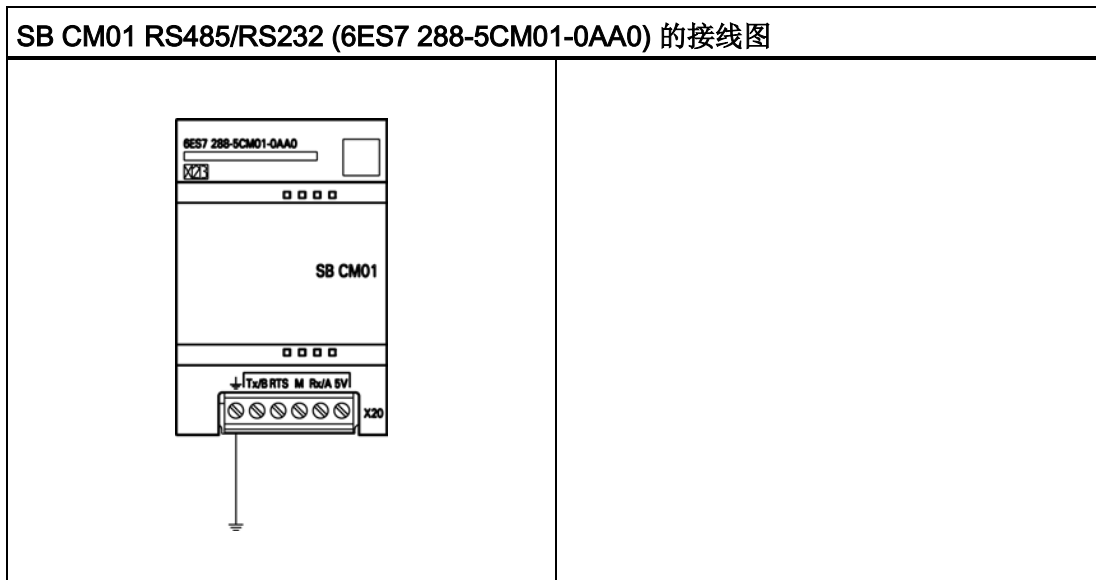 SB CM01 RS485/RS232 (6ES7 288-5CM01-0AA0) 的接线图
6ES7 288-5CM01-0AA0
SB CM01
Tx/B RTS M Rx/A 5V
X20